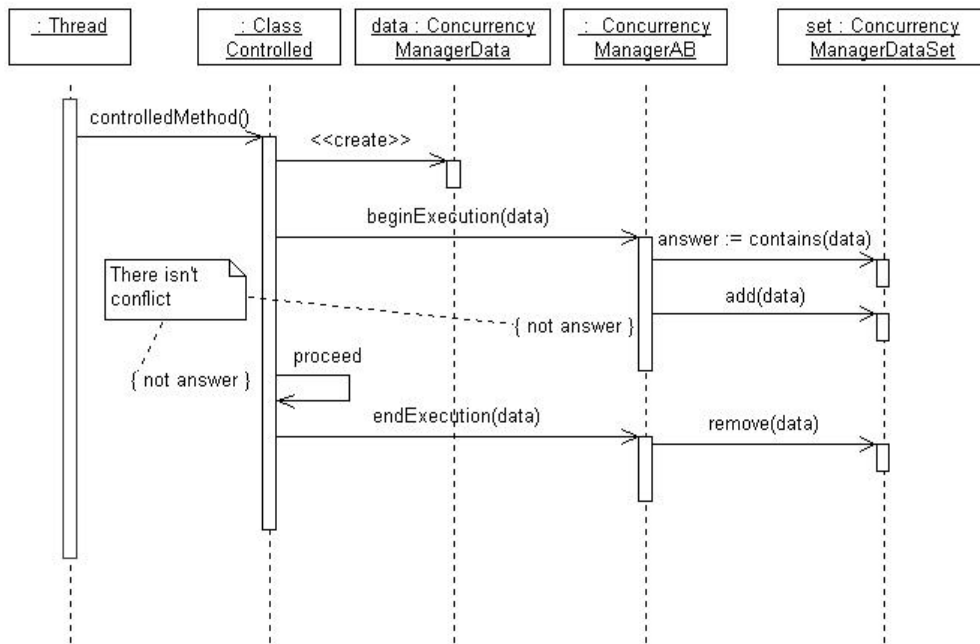 : Thread
: Class
Controlled
data : Concurrency
ManagerData
: Concurrency
ManagerAB
set : Concurrency
ManagerDataSet
controlledMethod()
<<create>>
beginExecution(data)
answer := contains(data)
There isn't
conflict
add(data)
{ not answer }
proceed
{ not answer }
endExecution(data)
remove(data)